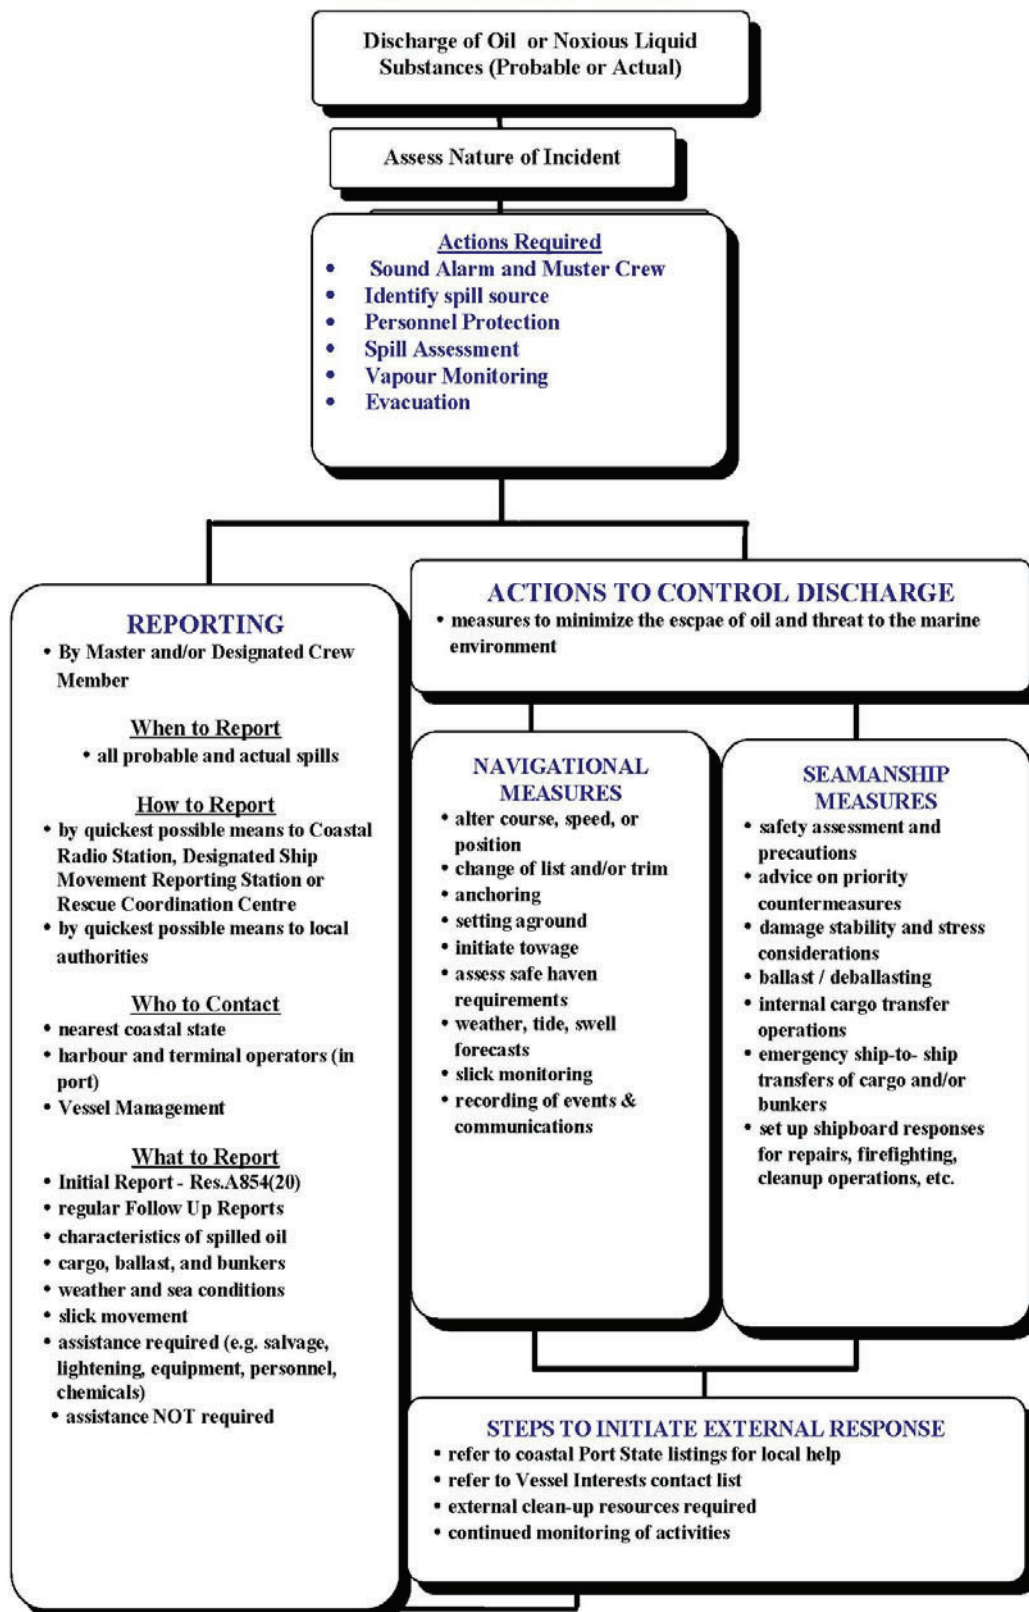 Discharge of Oil or Noxious Liquid
Substances (Probable or Actual)
Assess Nature of Incident
Actions Required
• Sound Alarm and Muster Crew
• Identify spill source
• Personnel Protection
• Spill Assessment
• Vapour Monitoring
• Evacuation
REPORTING
• By Master and/or Designated Crew
Member
When to Report
• all probable and actual spills
How to Report
• by quickest possible means to Coastal
Radio Station, Designated Ship
Movement Reporting Station or
Rescue Coordination Centre
• by quickest possible means to local
authorities
Who to Contact
• nearest coastal state
• harbour and terminal operators (in
port)
• Vessel Management
What to Report
• Initial Report - Res.A854(20)
• regular Follow Up Reports
• characteristics of spilled oil
• cargo, ballast, and bunkers
• weather and sea conditions
• slick movement
• assistance required (e.g. salvage,
lightening, equipment, personnel,
chemicals)
• assistance NOT required
ACTIONS TO CONTROL DISCHARGE
• measures to minimize the escpae of oil and threat to the marine
environment
NAVIGATIONAL
MEASURES
• alter course, speed, or
position
• change of list and/or trim
• anchoring
• setting aground
• initiate towage
• assess safe haven
requirements
• weather, tide, swell
forecasts
• slick monitoring
• recording of events &
communications
SEAMANSHIP
MEASURES
• safety assessment and
precautions
• advice on priority
countermeasures
• damage stability and stress
considerations
• ballast / deballasting
• internal cargo transfer
operations
• emergency ship-to- ship
transfers of cargo and/or
bunkers
• set up shipboard responses
for repairs, firefighting,
cleanup operations, etc.
STEPS TO INITIATE EXTERNAL RESPONSE
• refer to coastal Port State listings for local help
• refer to Vessel Interests contact list
• external clean-up resources required
• continued monitoring of activities